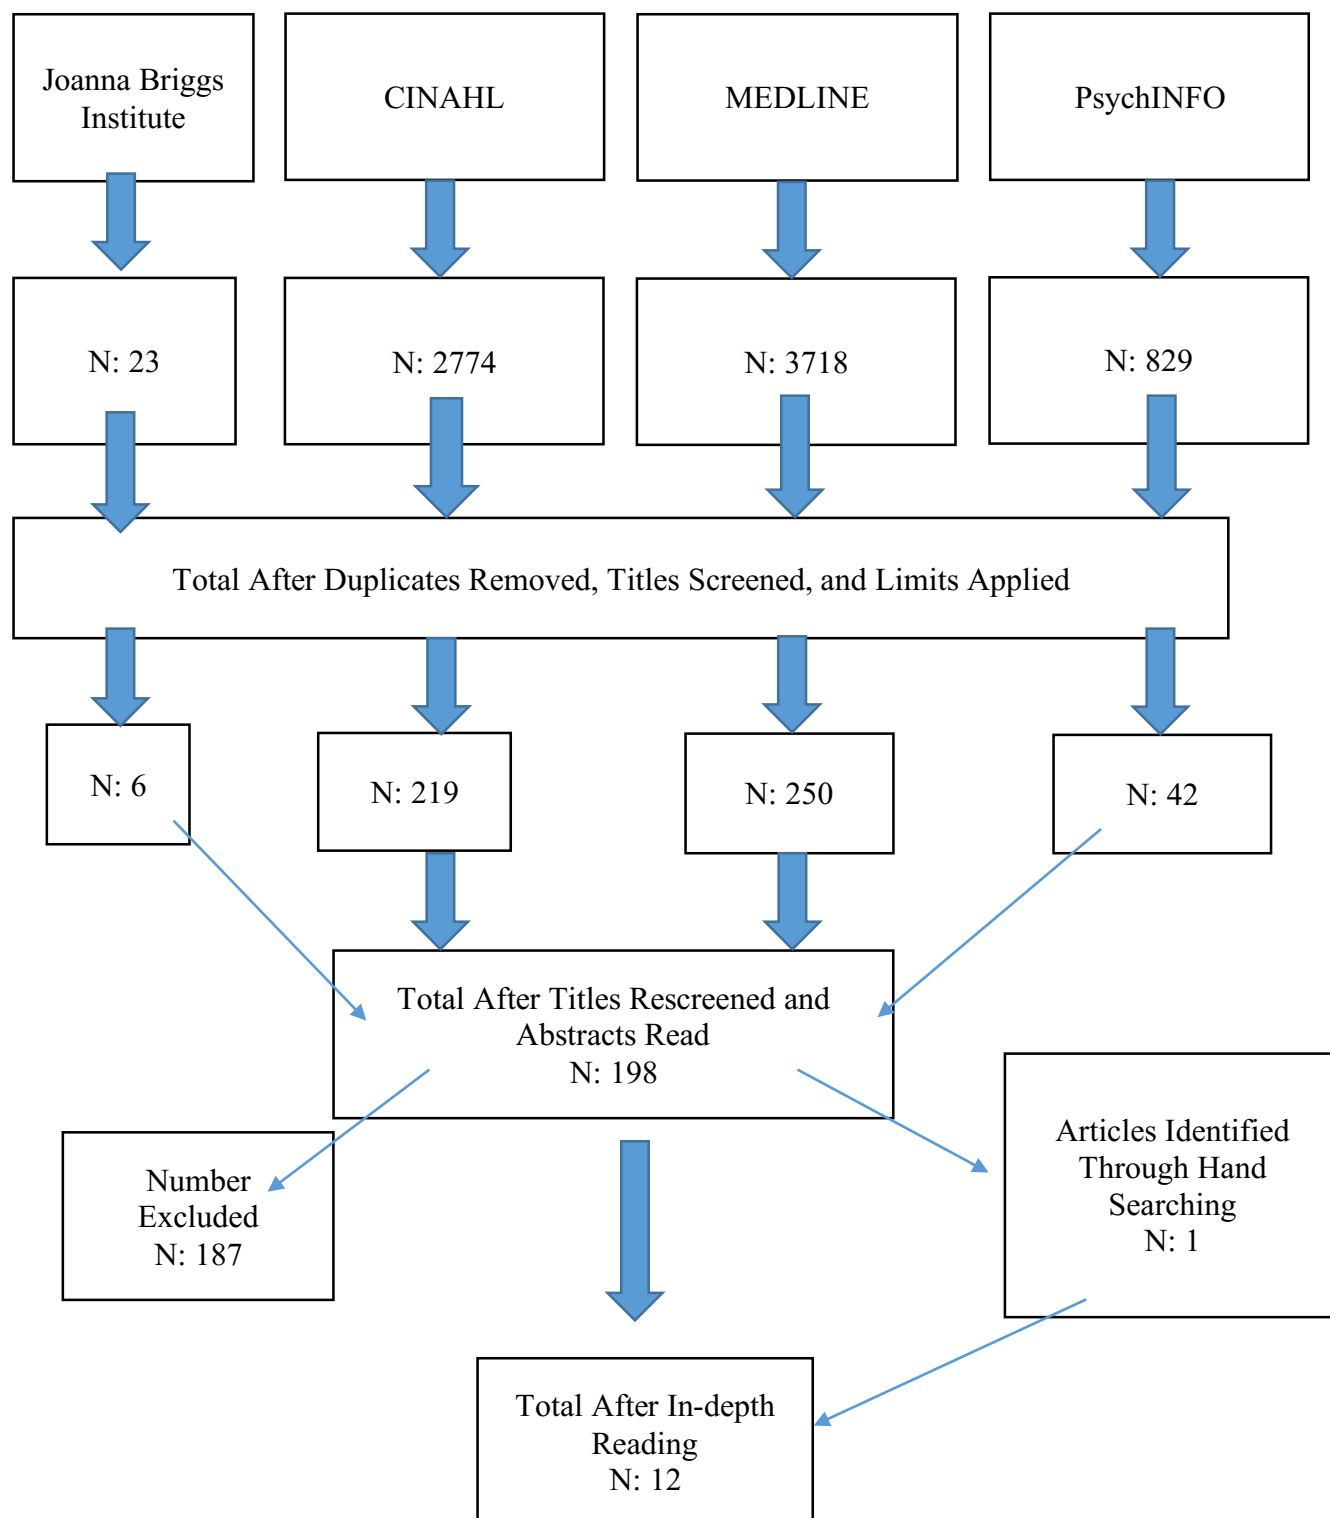 Joanna Briggs
Institute
CINAHL
MEDLINE
PsychINFO
N: 23
N: 2774
N: 3718
N: 829
Total After Duplicates Removed, Titles Screened, and Limits Applied
N: 6
N: 219
N: 250
N: 42
Total After Titles Rescreened and
Abstracts Read
N: 198
Number
Excluded
N: 187
Articles Identified
Through Hand
Searching
N: 1
Total After In-depth
Reading
N: 12